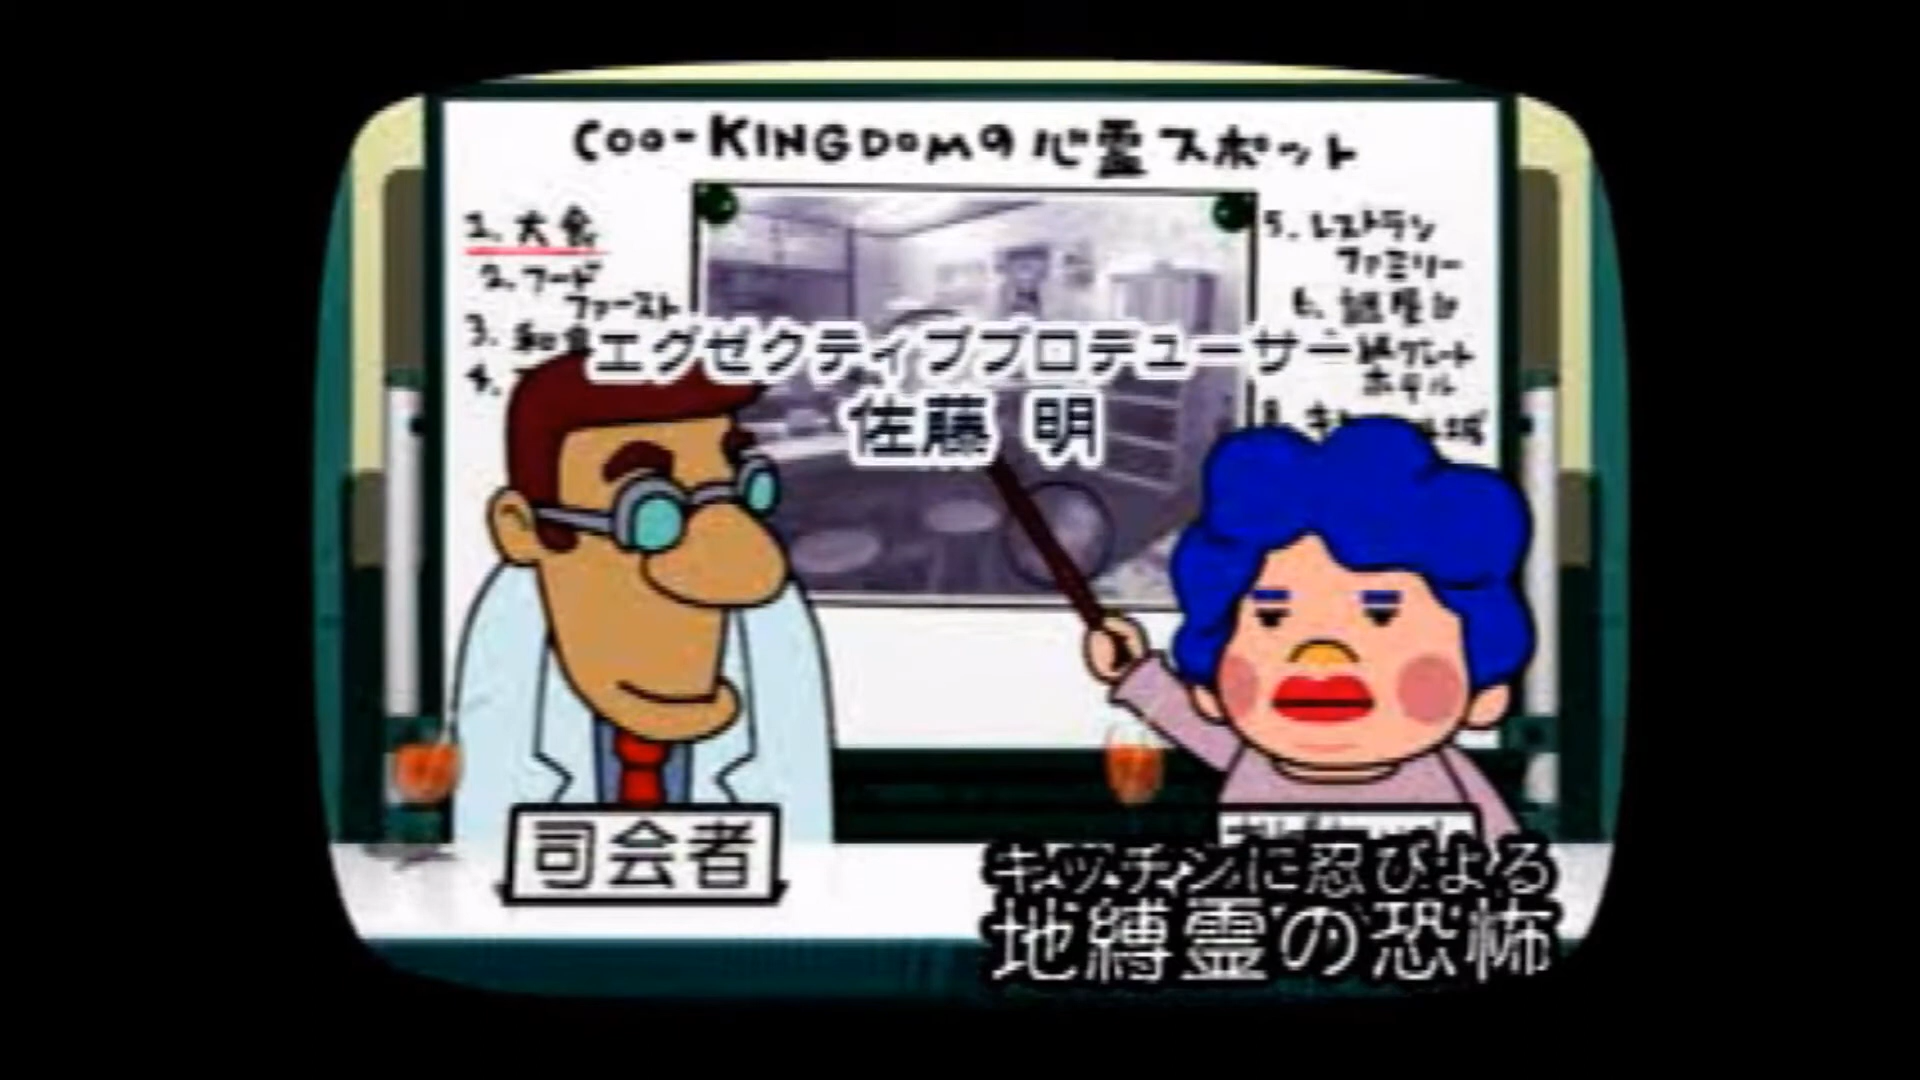 COO-KINGDOMの心霊スポット
1. 大食
2. フード
ファースト
3. 和食
4.
5. レストラン
ファミリー
6.
ホテル
エグゼクティブプロデューサー
佐藤 明
司会者
キッチンに忍びよる
地縛霊の恐怖